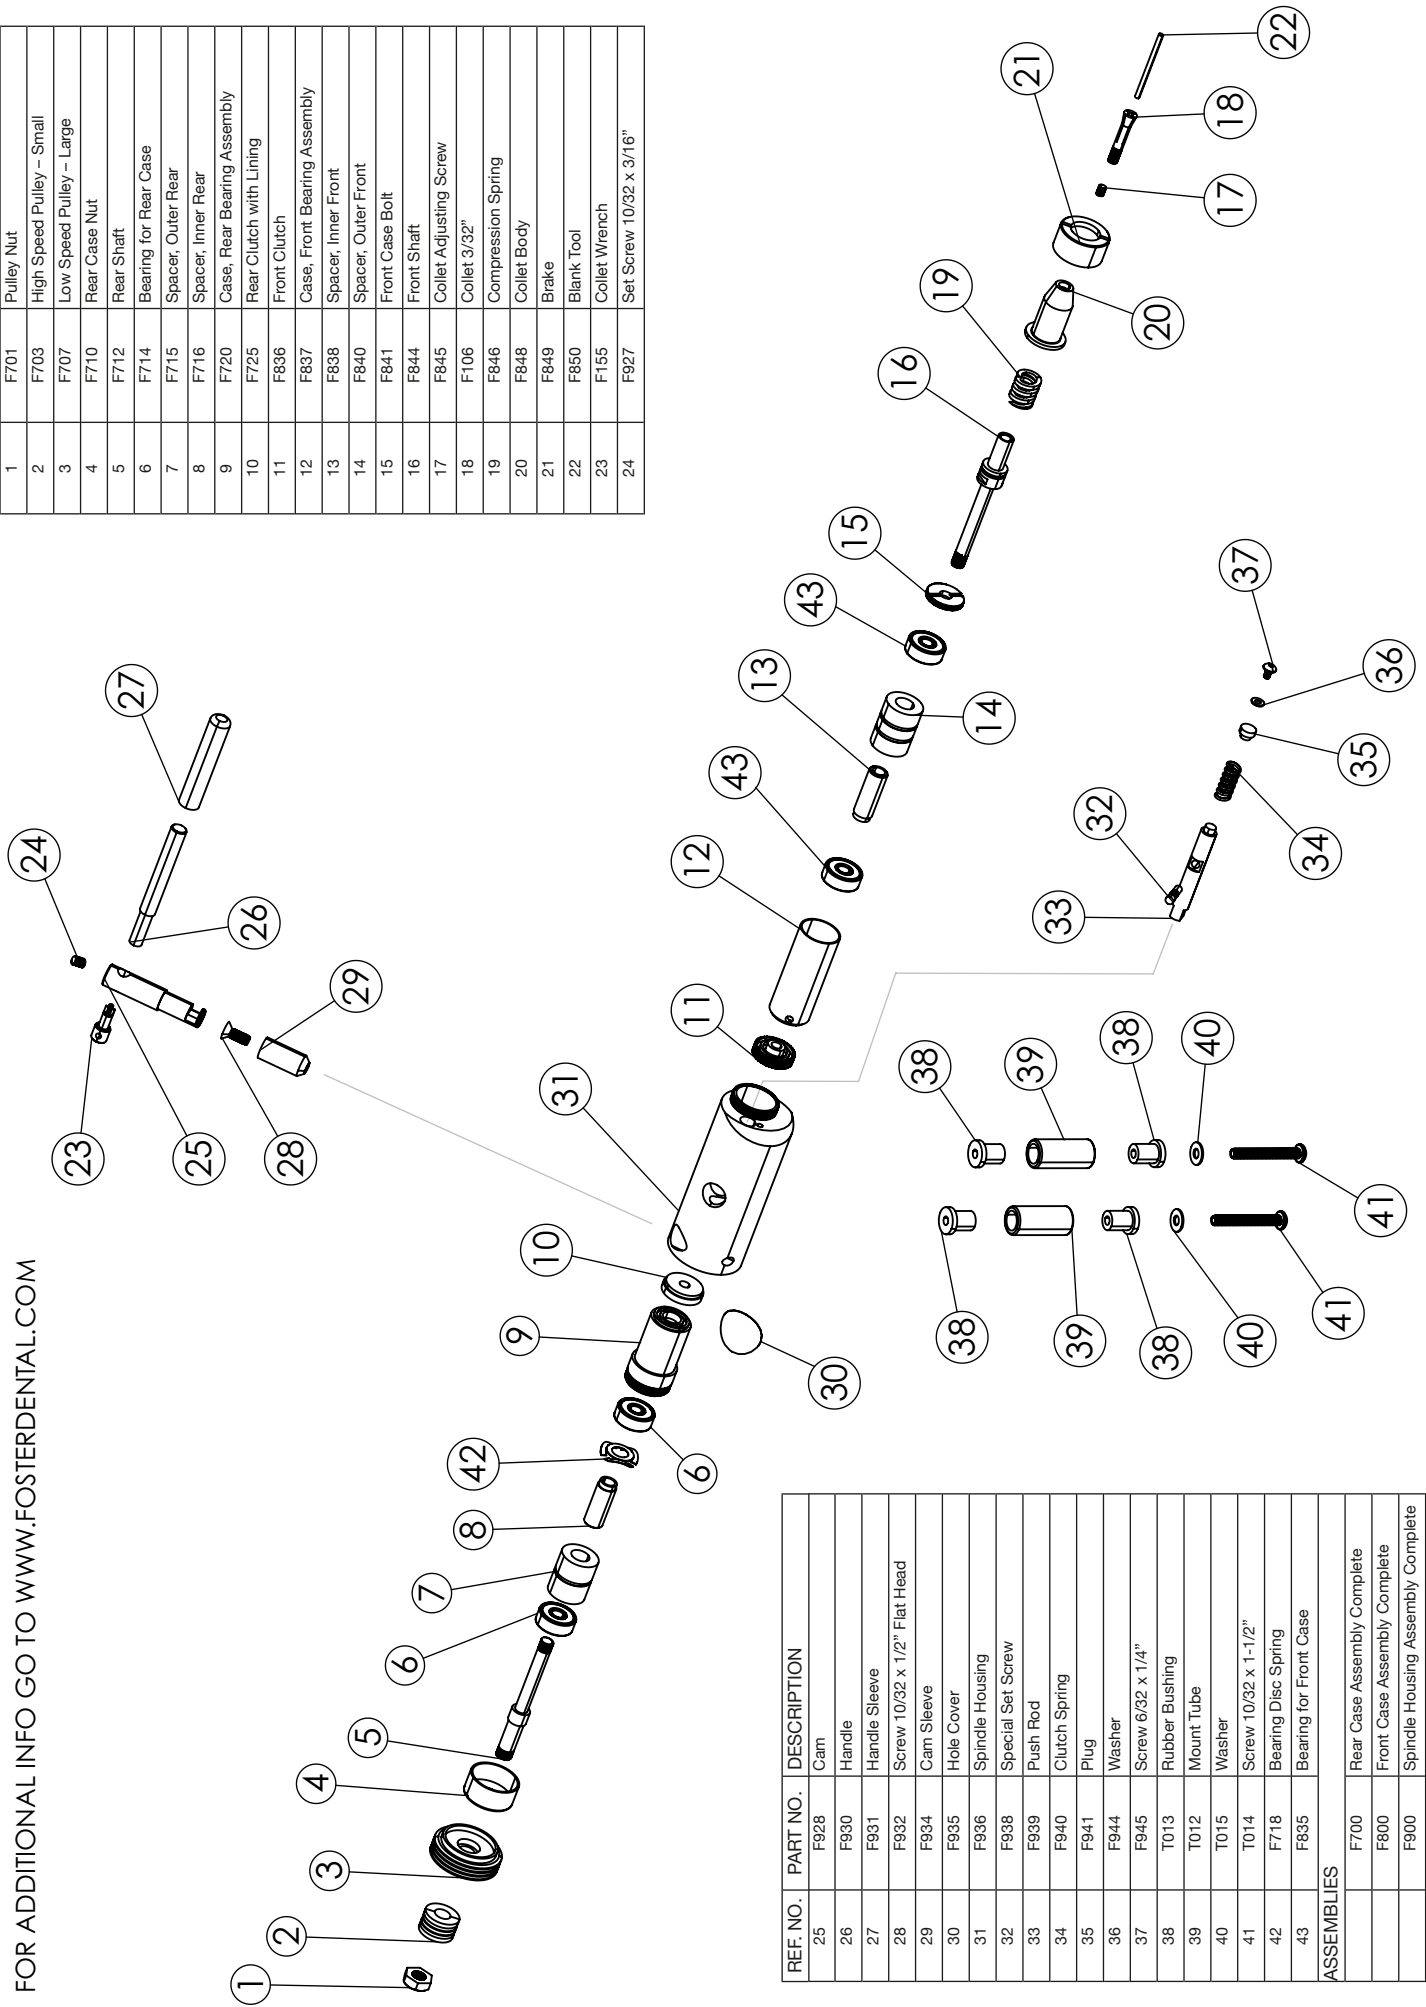 FOR ADDITIONAL INFO GO TO WWW.FOSTERDENTAL.COM
1 F701 Pulley Nut
2 F703 High Speed Pulley – Small
3 F707 Low Speed Pulley – Large
4 F710 Rear Case Nut
5 F712 Rear Shaft
6 F714 Bearing for Rear Case
7 F715 Spacer, Outer Rear
8 F716 Spacer, Inner Rear
9 F720 Case, Rear Bearing Assembly
10 F725 Rear Clutch with Lining
11 F836 Front Clutch
12 F837 Case, Front Bearing Assembly
13 F838 Spacer, Inner Front
14 F840 Spacer, Outer Front
15 F841 Front Case Bolt
16 F844 Front Shaft
17 F845 Collet Adjusting Screw
18 F106 Collet 3/32”
19 F846 Compression Spring
20 F848 Collet Body
21 F849 Brake
22 F850 Blank Tool
23 F155 Collet Wrench
24 F927 Set Screw 10/32 x 3/16”
1
2
3
4
5
6
7
8
42
6
9
10
30
31
11
12
43
13
14
43
15
16
19
20
21
17
18
22
23
24
25
26
27
28
29
32
33
34
35
36
37
38
39
38
40
41
38
39
38
40
41
REF. NO. PART NO. DESCRIPTION
25 F928 Cam
26 F930 Handle
27 F931 Handle Sleeve
28 F932 Screw 10/32 x 1/2” Flat Head
29 F934 Cam Sleeve
30 F935 Hole Cover
31 F936 Spindle Housing
32 F938 Special Set Screw
33 F939 Push Rod
34 F940 Clutch Spring
35 F941 Plug
36 F944 Washer
37 F945 Screw 6/32 x 1/4”
38 T013 Rubber Bushing
39 T012 Mount Tube
40 T015 Washer
41 T014 Screw 10/32 x 1-1/2”
42 F718 Bearing Disc Spring
43 F835 Bearing for Front Case
ASSEMBLIES
F700 Rear Case Assembly Complete
F800 Front Case Assembly Complete
F900 Spindle Housing Assembly Complete